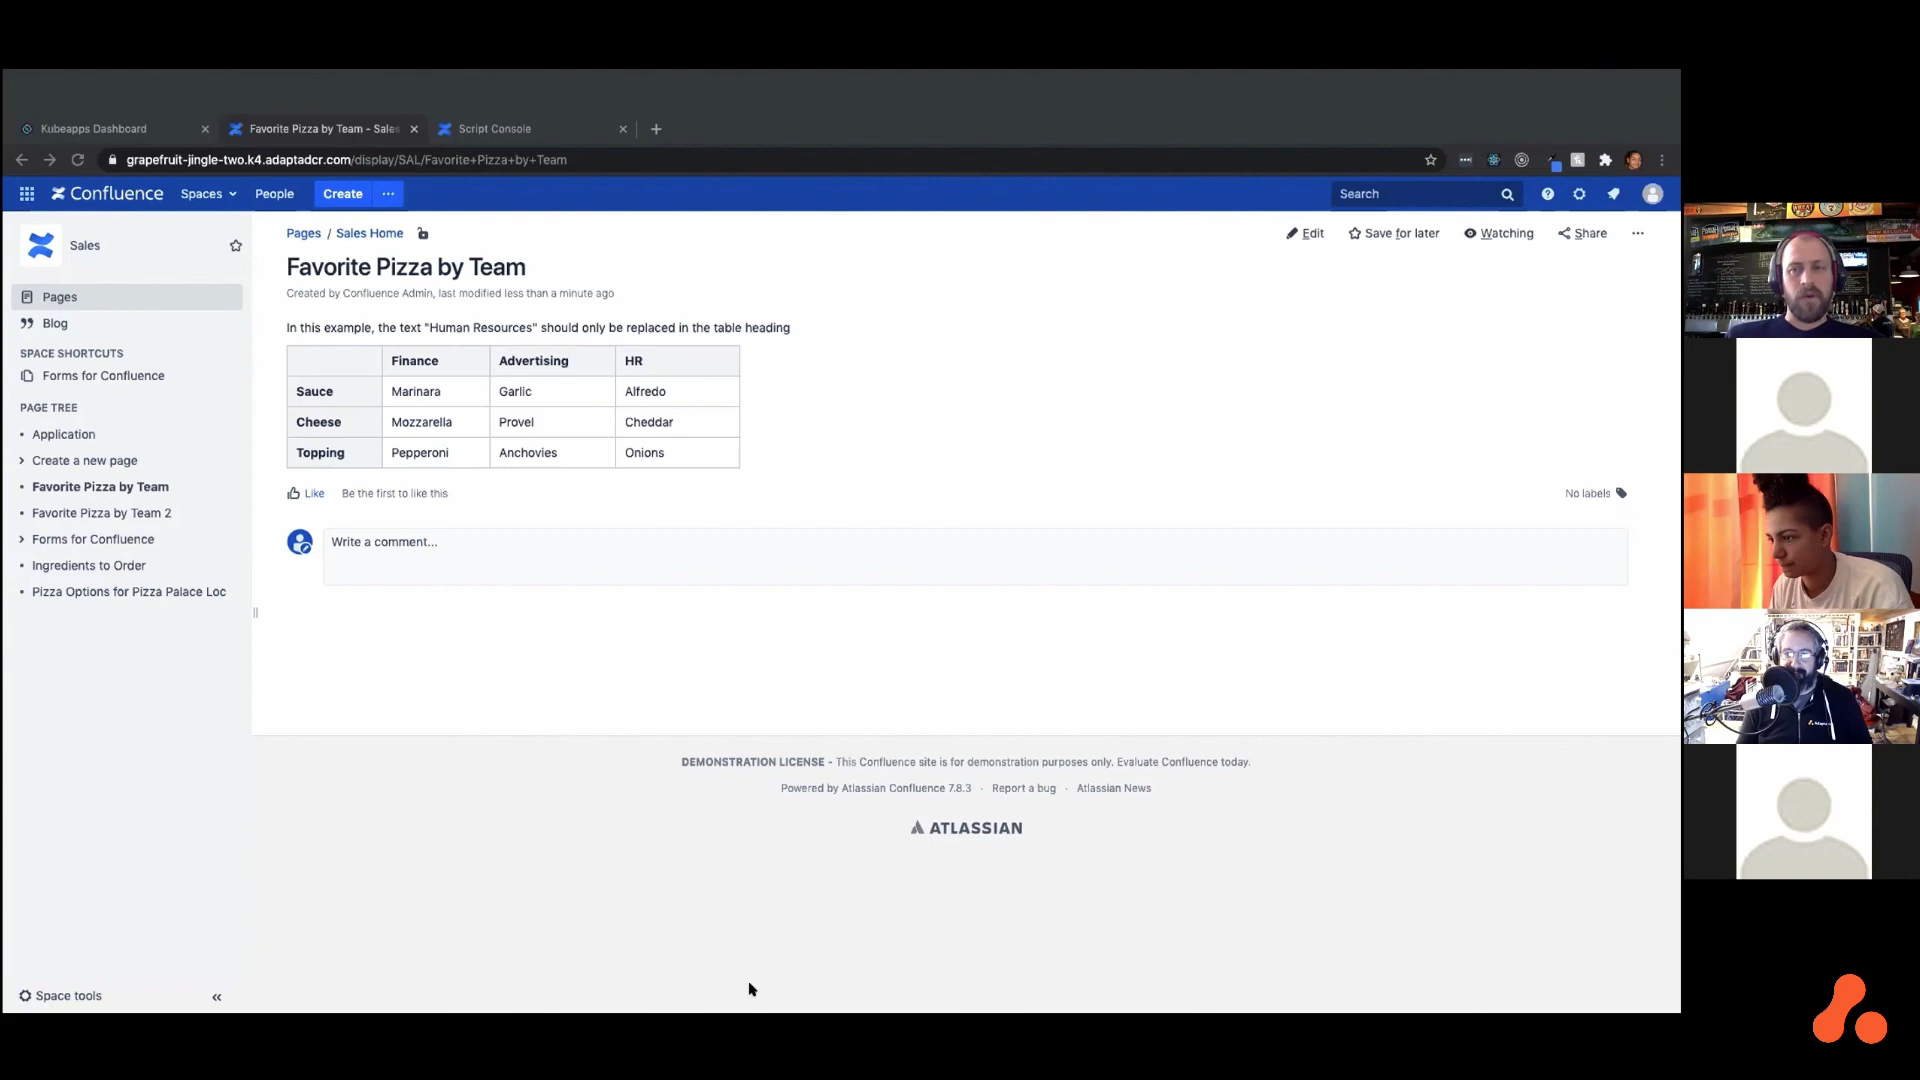 Kubeapps Dashboard
Favorite Pizza by Team - Sales
Script Console
grapefruit-jingle-two.k4.adaptadcr.com/display/SAL/Favorite+Pizza+by+Team
Confluence Spaces People Create ... Search
Sales
Pages
Blog
SPACE SHORTCUTS
Forms for Confluence
PAGE TREE
Application
Create a new page
Favorite Pizza by Team
Favorite Pizza by Team 2
Forms for Confluence
Ingredients to Order
Pizza Options for Pizza Palace Loc
Space tools
Pages / Sales Home
Edit Save for later Watching Share ...
Favorite Pizza by Team
Created by Confluence Admin, last modified less than a minute ago
In this example, the text "Human Resources" should only be replaced in the table heading
Finance Advertising HR
Sauce Marinara Garlic Alfredo
Cheese Mozzarella Provel Cheddar
Topping Pepperoni Anchovies Onions
Like Be the first to like this
No labels
Write a comment...
DEMONSTRATION LICENSE - This Confluence site is for demonstration purposes only. Evaluate Confluence today.
Powered by Atlassian Confluence 7.8.3 · Report a bug · Atlassian News
ATLASSIAN